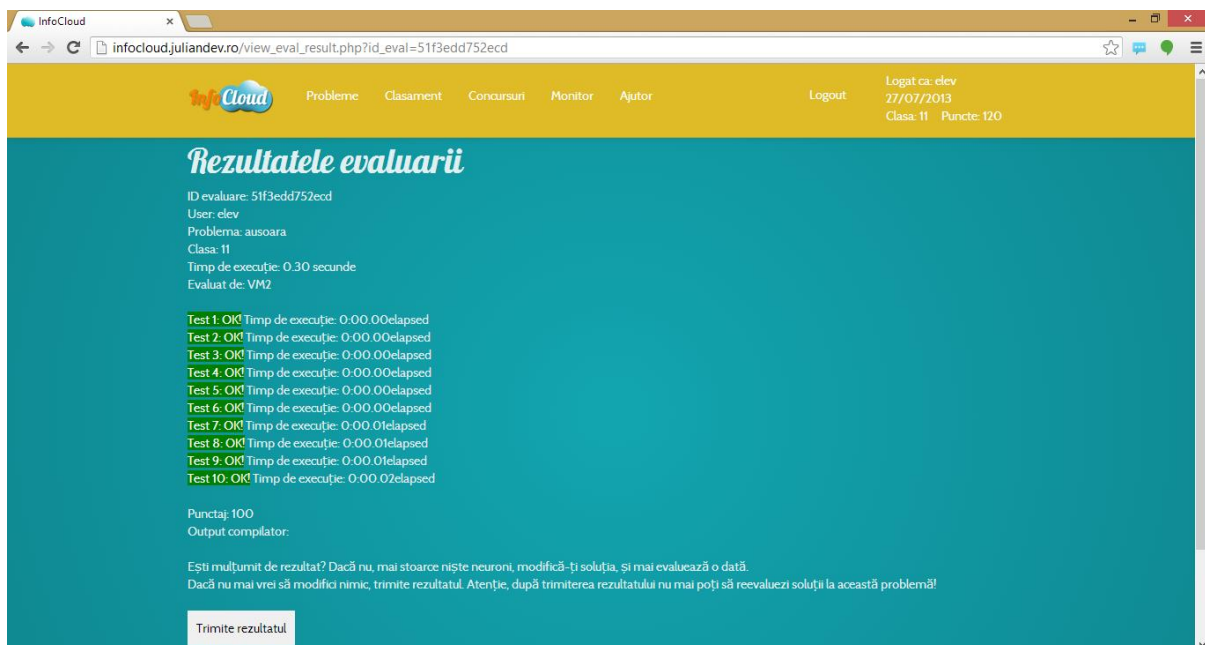 InfoCloud
infocloud.juliandev.ro/view_eval_result.php?id_eval=51f3edd752ecd
InfoCloud Probleme Clasament Concursuri Monitor Ajutor Logout
Logat ca: elev
27/07/2013
Clasa: 11 Puncte: 120
Rezultatele evaluarii
ID evaluare: 51f3edd752ecd
User: elev
Problema: ausoara
Clasa: 11
Timp de execuție: 0.30 secunde
Evaluat de: VM2
Test 1: OK! Timp de execuție: 0:00.00elapsed
Test 2: OK! Timp de execuție: 0:00.00elapsed
Test 3: OK! Timp de execuție: 0:00.00elapsed
Test 4: OK! Timp de execuție: 0:00.00elapsed
Test 5: OK! Timp de execuție: 0:00.00elapsed
Test 6: OK! Timp de execuție: 0:00.00elapsed
Test 7: OK! Timp de execuție: 0:00.01elapsed
Test 8: OK! Timp de execuție: 0:00.01elapsed
Test 9: OK! Timp de execuție: 0:00.01elapsed
Test 10: OK! Timp de execuție: 0:00.02elapsed
Punctaj: 100
Output compilator:
Ești mulțumit de rezultat? Dacă nu, mai stoarce niște neuroni, modifică-ți soluția, și mai evaluează o dată.
Dacă nu mai vrei să modifici nimic, trimite rezultatul. Atenție, după trimiterea rezultatului nu mai poți să reevaluezi soluții la această problemă!
Trimite rezultatul